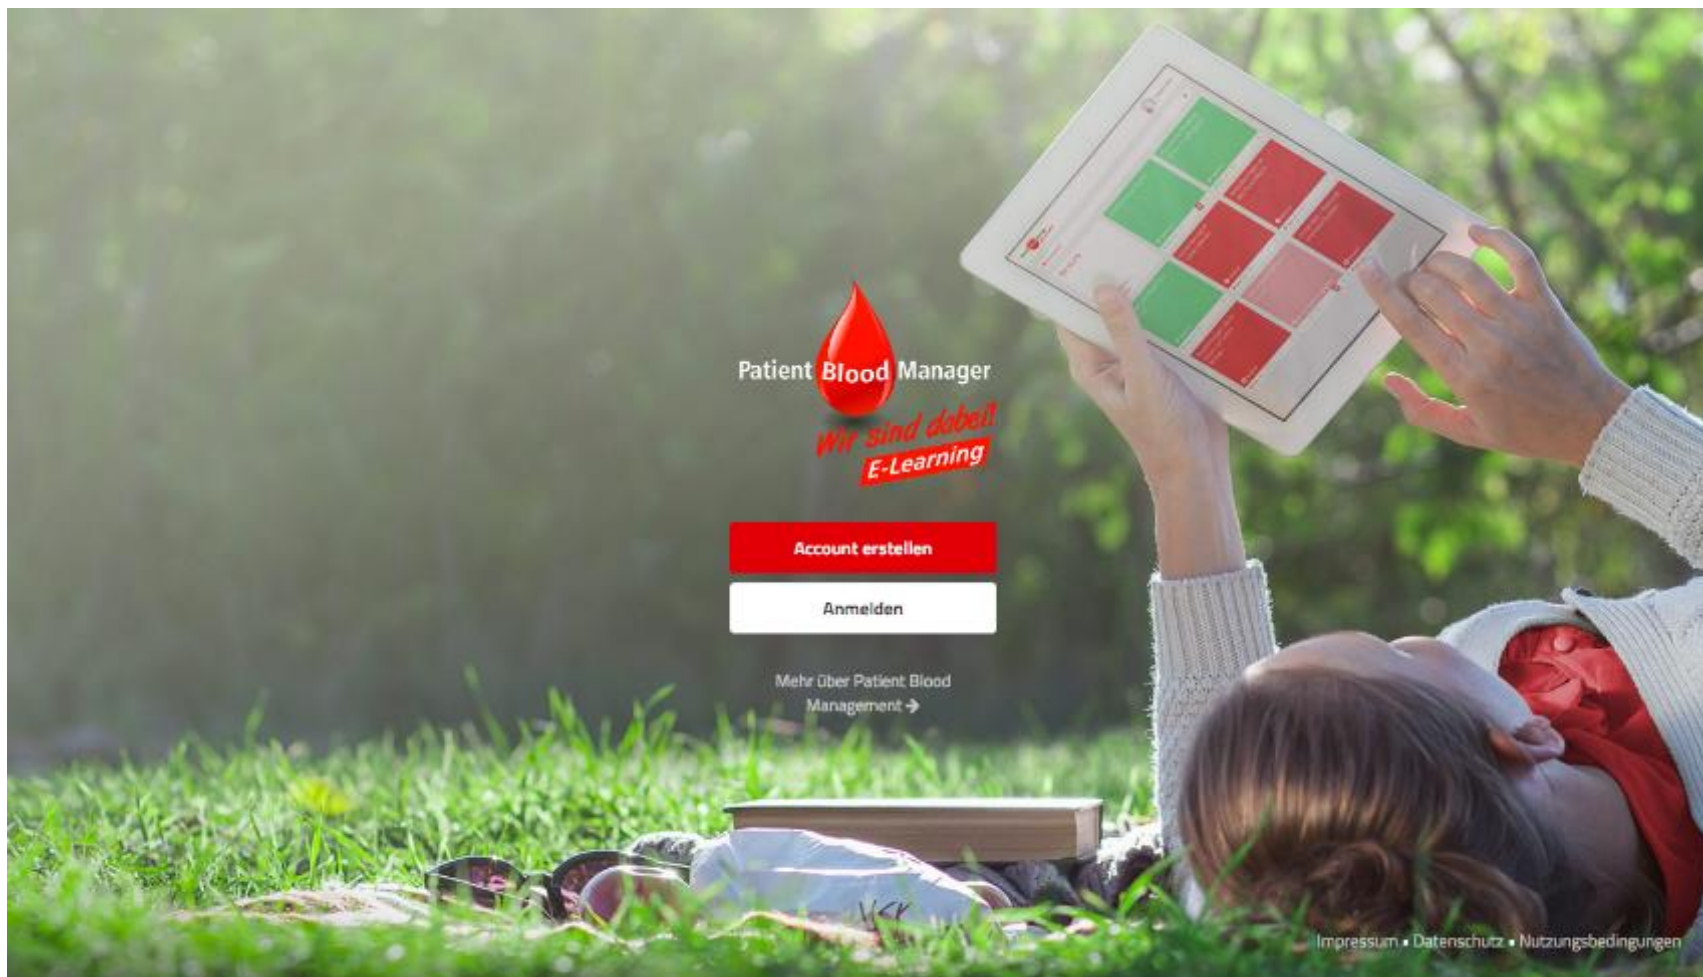 Patient Blood Manager
Wir sind dabei!
E-Learning
Account erstellen
Anmelden
Mehr über Patient Blood
Management →
Impressum • Datenschutz • Nutzungsbedingungen